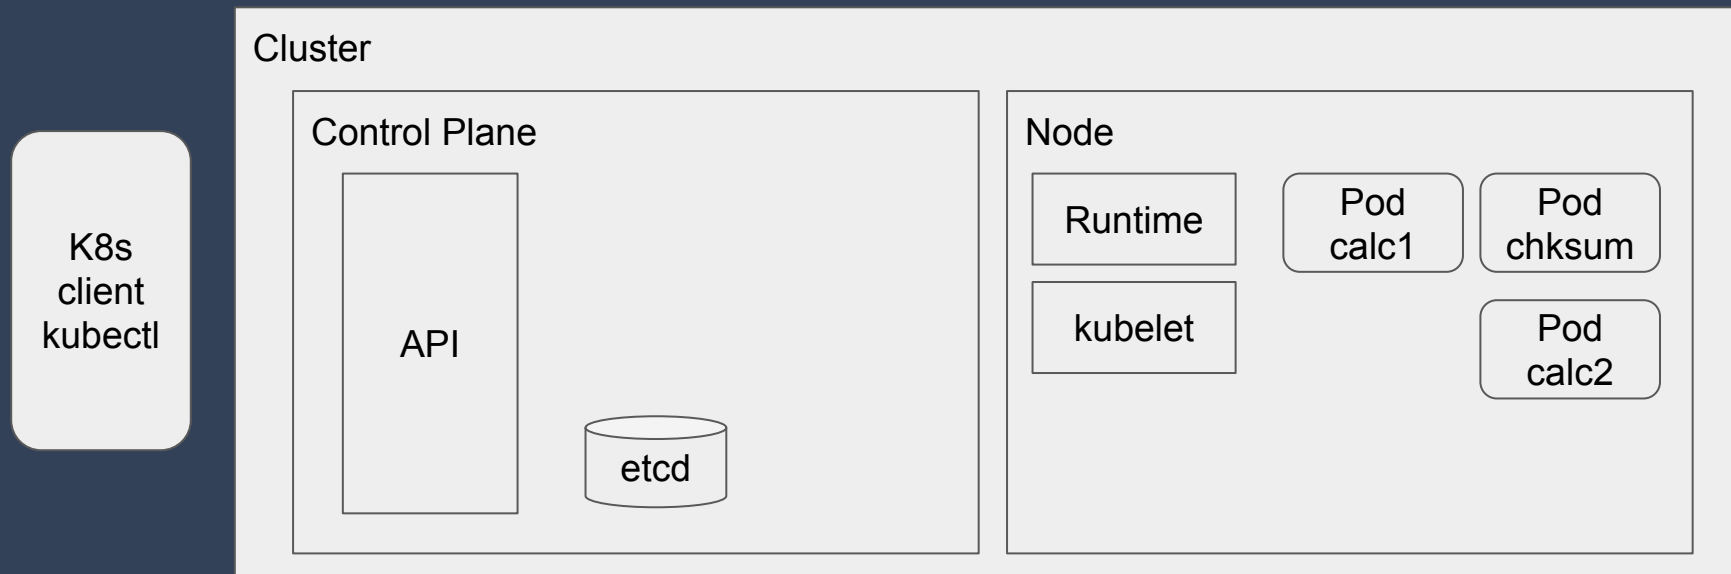 Cluster
K8s
client
kubectl
Control Plane
API
etcd
Node
Runtime
kubelet
Pod
calc1
Pod
chksum
Pod
calc2